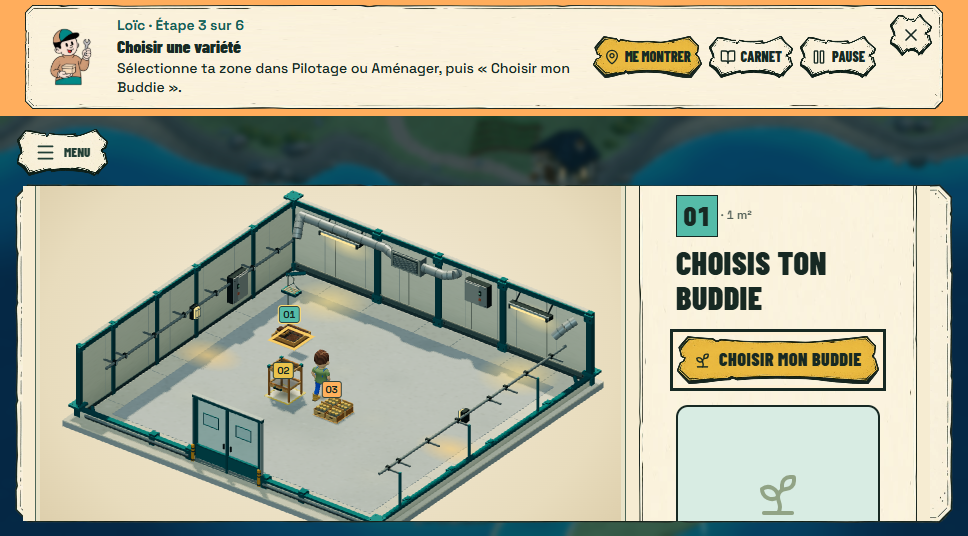 Loïc · Étape 3 sur 6
Choisir une variété
Sélectionne ta zone dans Pilotage ou Aménager, puis « Choisir mon
Buddie ».
ME MONTRER
CARNET
PAUSE
MENU
01 · 1 m²
CHOISIS TON
BUDDIE
CHOISIR MON BUDDIE
01
02
03